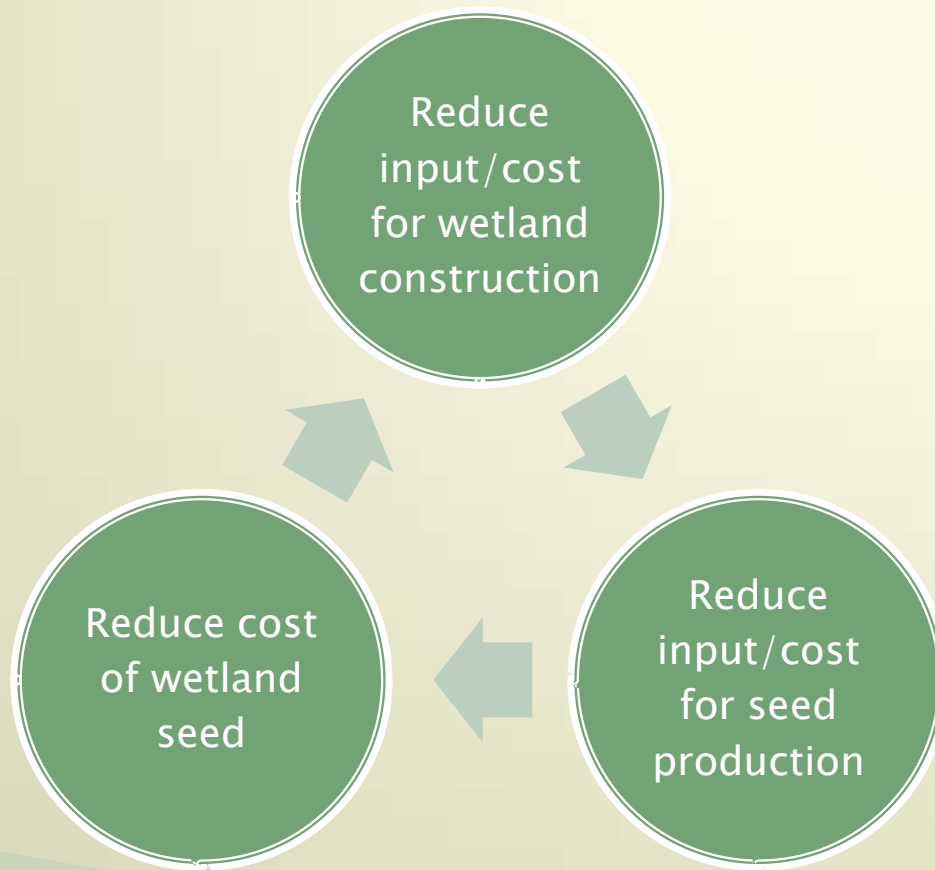 Reduce
input/cost
for wetland
construction
Reduce
input/cost
for seed
production
Reduce cost
of wetland
seed